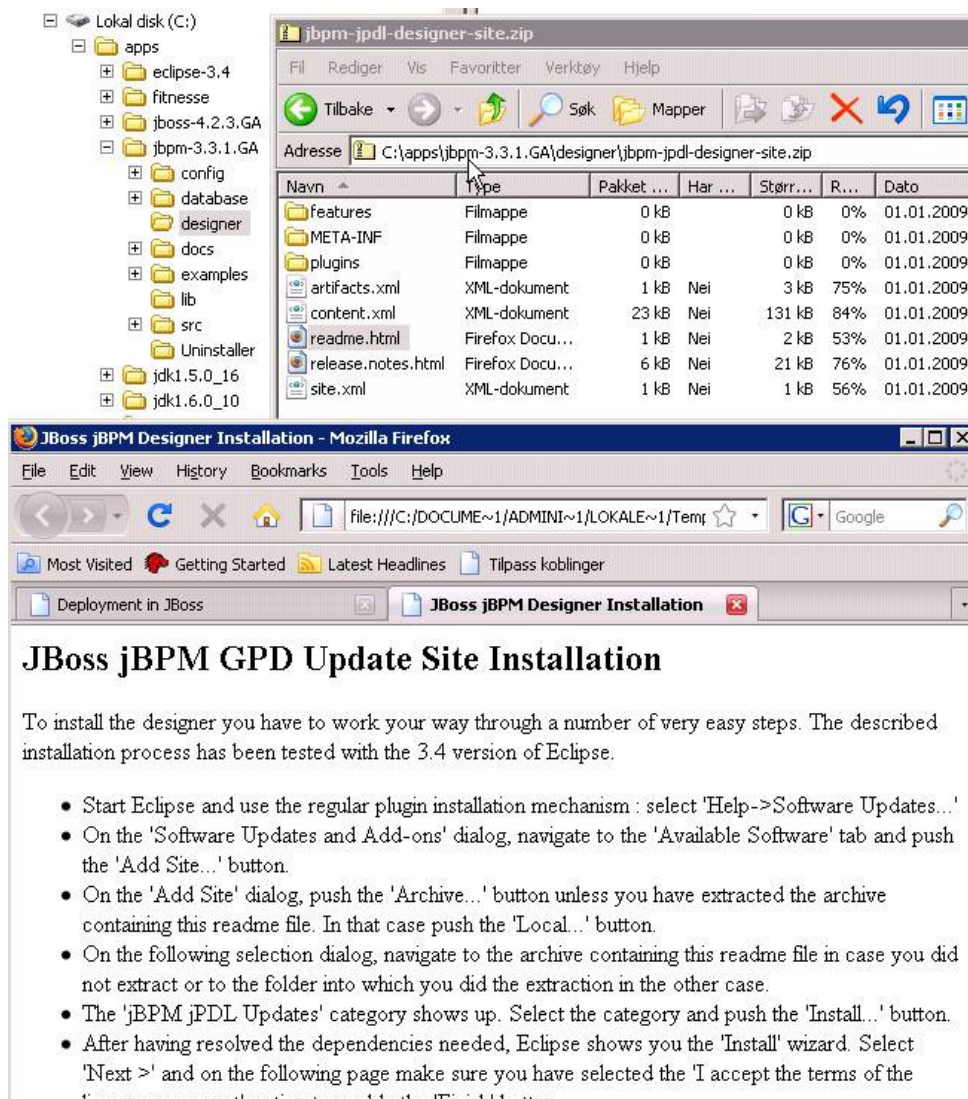 Lokal disk (C:)
apps
eclipse-3.4
fitnesse
jboss-4.2.3.GA
jbpm-3.3.1.GA
config
database
designer
docs
examples
lib
src
Uninstaller
jdk1.5.0_16
jdk1.6.0_10
jbpm-jpdl-designer-site.zip
Fil Rediger Vis Favoritter Verktøy Hjelp
Tilbake Søk Mapper
Adresse C:\apps\jbpm-3.3.1.GA\designer\jbpm-jpdl-designer-site.zip
Navn Type Pakket ... Har ... Størr... R... Dato
features Filmappe 0 kB 0 kB 0% 01.01.2009
META-INF Filmappe 0 kB 0 kB 0% 01.01.2009
plugins Filmappe 0 kB 0 kB 0% 01.01.2009
artifacts.xml XML-dokument 1 kB Nei 3 kB 75% 01.01.2009
content.xml XML-dokument 23 kB Nei 131 kB 84% 01.01.2009
readme.html Firefox Docu... 1 kB Nei 2 kB 53% 01.01.2009
release.notes.html Firefox Docu... 6 kB Nei 21 kB 76% 01.01.2009
site.xml XML-dokument 1 kB Nei 1 kB 56% 01.01.2009
JBoss jBPM Designer Installation - Mozilla Firefox
File Edit View History Bookmarks Tools Help
file:///C:/DOCUME~1/ADMINI~1/LOKALE~1/Temp G Google
Most Visited Getting Started Latest Headlines Tilpass koblinger
Deployment in JBoss JBoss jBPM Designer Installation
JBoss jBPM GPD Update Site Installation
To install the designer you have to work your way through a number of very easy steps. The described
installation process has been tested with the 3.4 version of Eclipse.
• Start Eclipse and use the regular plugin installation mechanism : select 'Help->Software Updates...'
• On the 'Software Updates and Add-ons' dialog, navigate to the 'Available Software' tab and push
the 'Add Site...' button.
• On the 'Add Site' dialog, push the 'Archive...' button unless you have extracted the archive
containing this readme file. In that case push the 'Local...' button.
• On the following selection dialog, navigate to the archive containing this readme file in case you did
not extract or to the folder into which you did the extraction in the other case.
• The 'jBPM jPDL Updates' category shows up. Select the category and push the 'Install...' button.
• After having resolved the dependencies needed, Eclipse shows you the 'Install' wizard. Select
'Next >' and on the following page make sure you have selected the 'I accept the terms of the